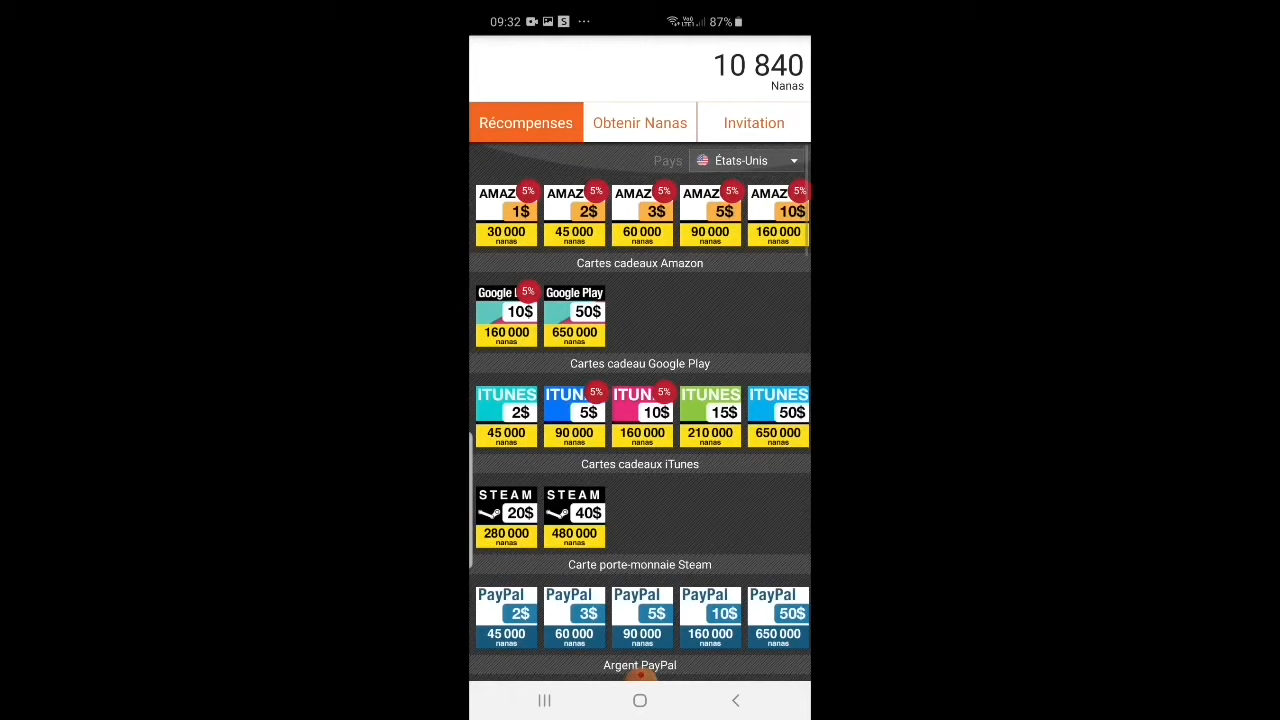 09:32 S ... 87%
10 840
Nanas
Récompenses Obtenir Nanas Invitation
Pays États-Unis
AMAZ 5% AMAZ 5% AMAZ 5% AMAZ 5% AMAZ 5%
1$ 2$ 3$ 5$ 10$
30 000 45 000 60 000 90 000 160 000
nanas nanas nanas nanas nanas
Cartes cadeaux Amazon
Google 5% Google Play
10$ 50$
160 000 650 000
nanas nanas
Cartes cadeau Google Play
ITUNES ITUN 5% ITUN 5% ITUNES ITUNES
2$ 5$ 10$ 15$ 50$
45 000 90 000 160 000 210 000 650 000
nanas nanas nanas nanas nanas
Cartes cadeaux iTunes
STEAM STEAM
20$ 40$
280 000 480 000
nanas nanas
Carte porte-monnaie Steam
PayPal PayPal PayPal PayPal PayPal
2$ 3$ 5$ 10$ 50$
45 000 60 000 90 000 160 000 650 000
nanas nanas nanas nanas nanas
Argent PayPal